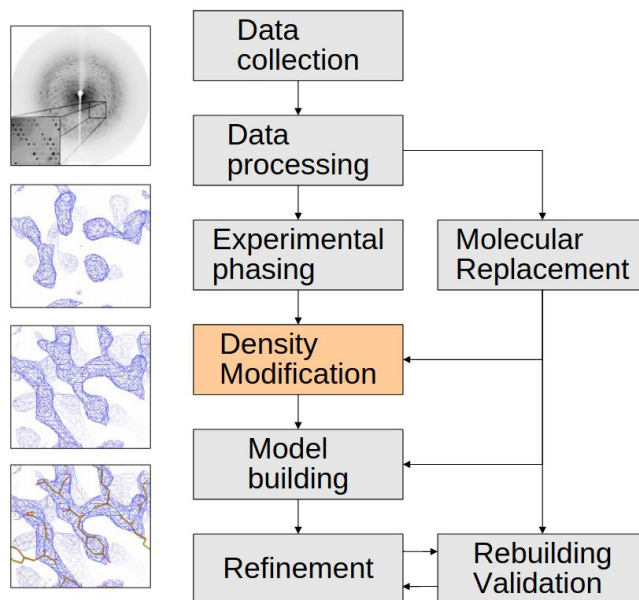 Data
collection
Data
processing
Experimental
phasing
Molecular
Replacement
Density
Modification
Model
building
Refinement
Rebuilding
Validation